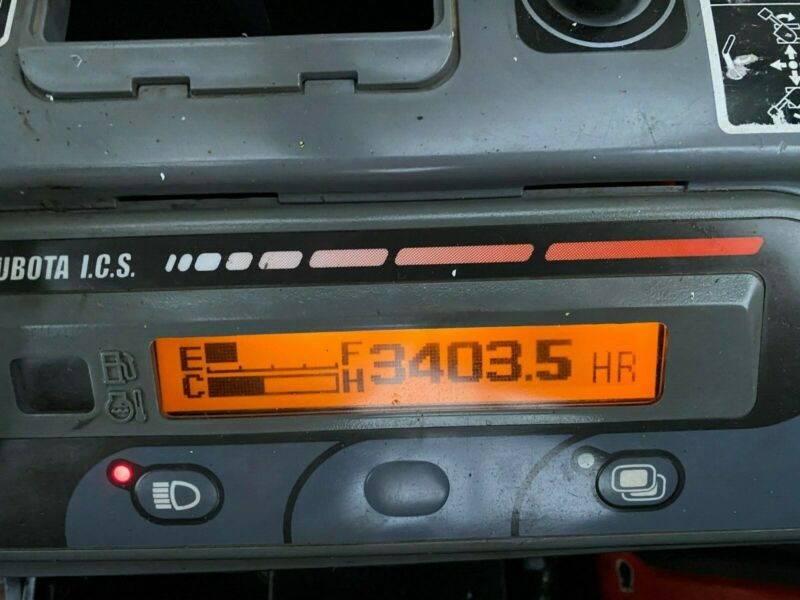 UBOTA I.C.S.
E F 3403.5 HR
C H